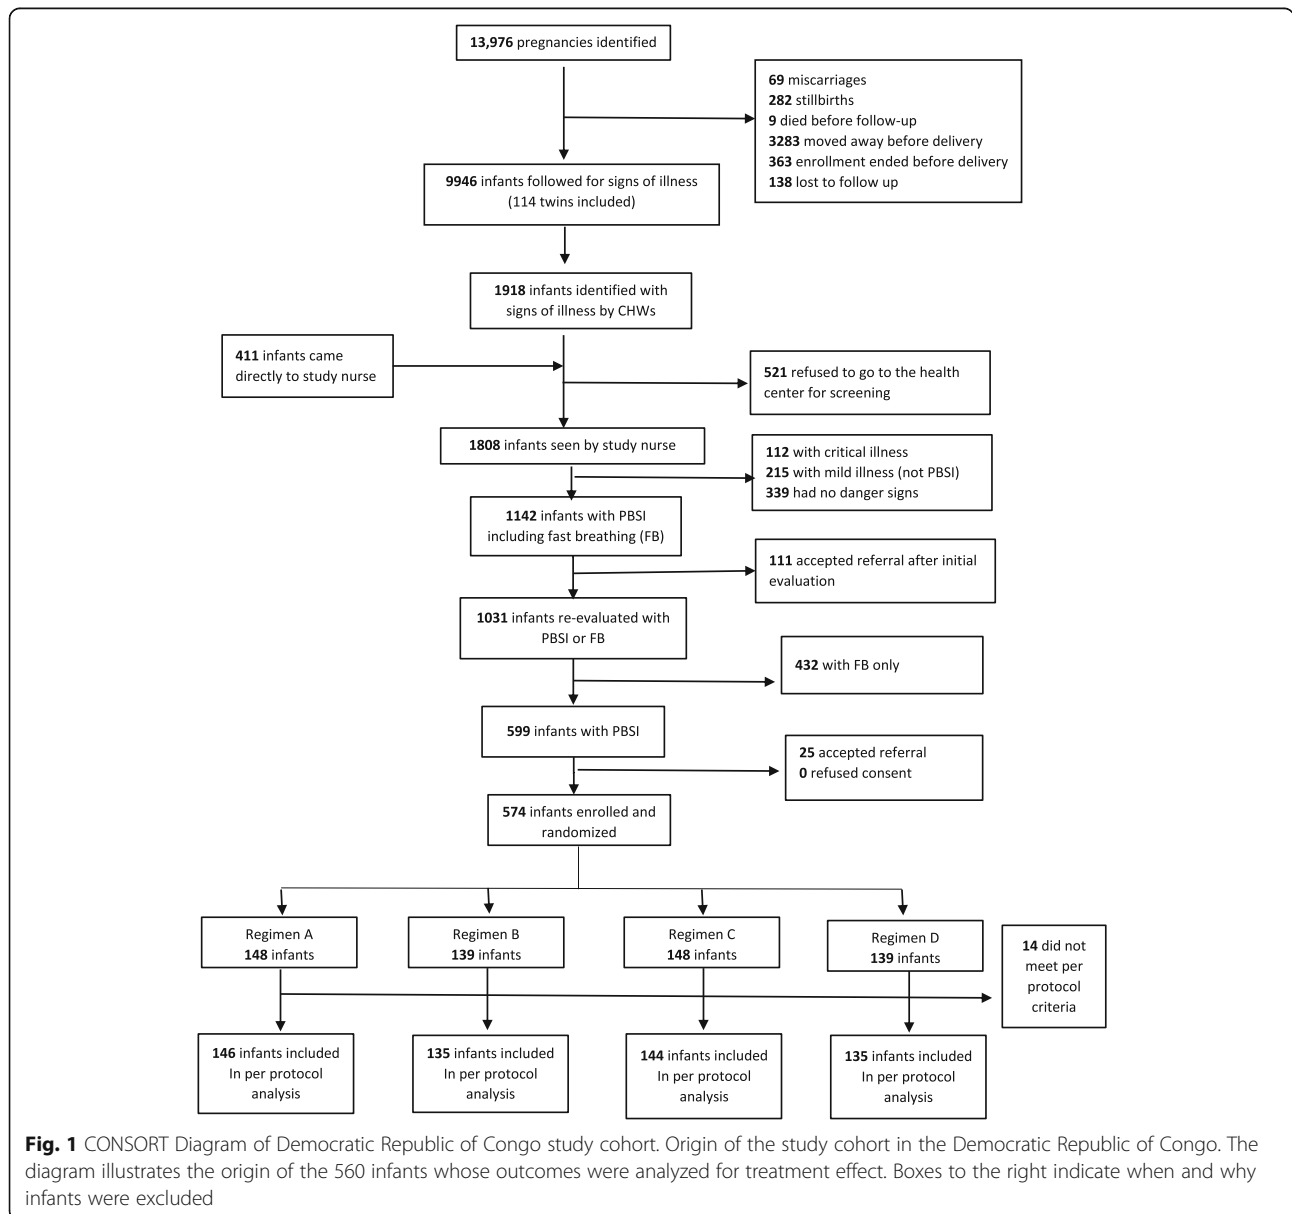 13,976 pregnancies identified
69 miscarriages
282 stillbirths
9 died before follow-up
3283 moved away before delivery
363 enrollment ended before delivery
138 lost to follow up
9946 infants followed for signs of illness
(114 twins included)
1918 infants identified with
signs of illness by CHWs
411 infants came
directly to study nurse
521 refused to go to the health
center for screening
1808 infants seen by study nurse
112 with critical illness
215 with mild illness (not PBSI)
339 had no danger signs
1142 infants with PBSI
including fast breathing (FB)
111 accepted referral after initial
evaluation
1031 infants re-evaluated with
PBSI or FB
432 with FB only
599 infants with PBSI
25 accepted referral
0 refused consent
574 infants enrolled and
randomized
Regimen A
148 infants
Regimen B
139 infants
Regimen C
148 infants
Regimen D
139 infants
14 did not
meet per
protocol
criteria
146 infants included
In per protocol
analysis
135 infants included
In per protocol
analysis
144 infants included
In per protocol
analysis
135 infants included
In per protocol
analysis
Fig. 1 CONSORT Diagram of Democratic Republic of Congo study cohort. Origin of the study cohort in the Democratic Republic of Congo. The
diagram illustrates the origin of the 560 infants whose outcomes were analyzed for treatment effect. Boxes to the right indicate when and why
infants were excluded